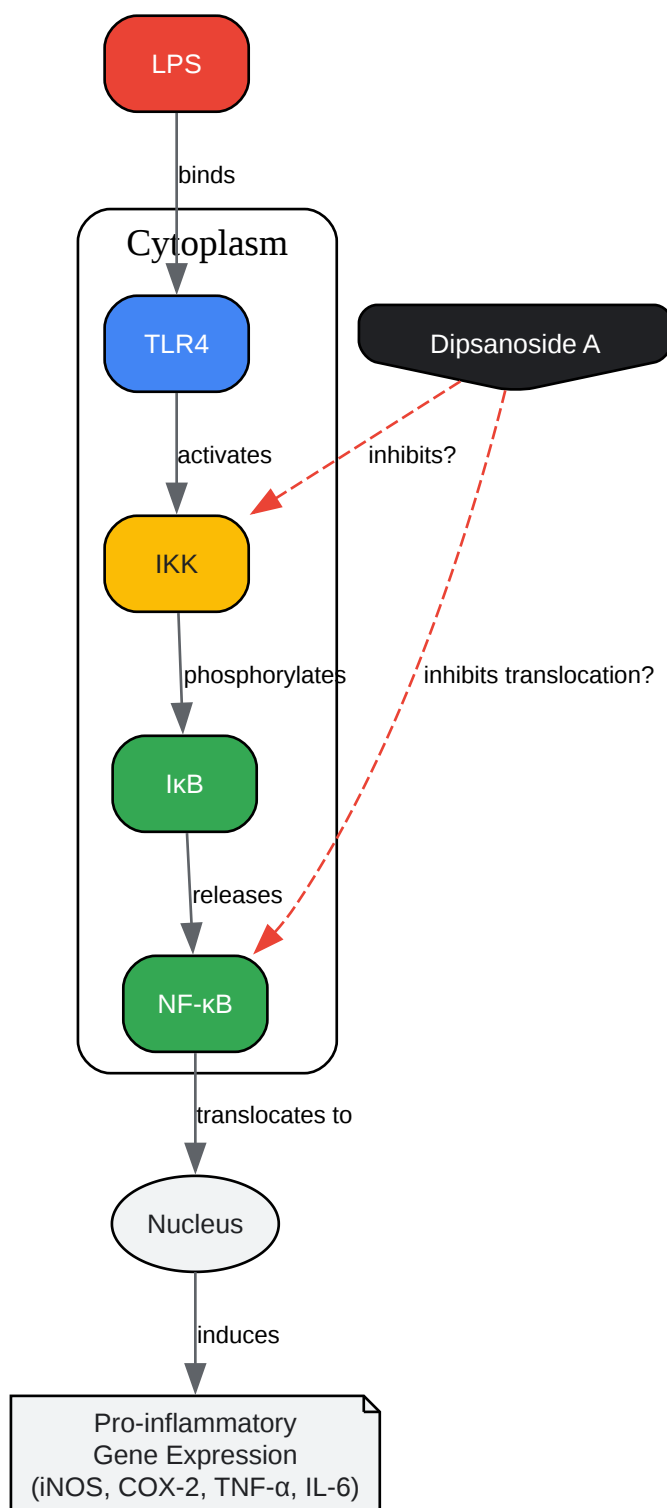 LPS
binds
Cytoplasm
TLR4
Dipsanoside A
activates
inhibits?
IKK
phosphorylates
inhibits translocation?
IκB
releases
NF-κB
translocates to
Nucleus
induces
Pro-inflammatory
Gene Expression
(iNOS, COX-2, TNF-α, IL-6)